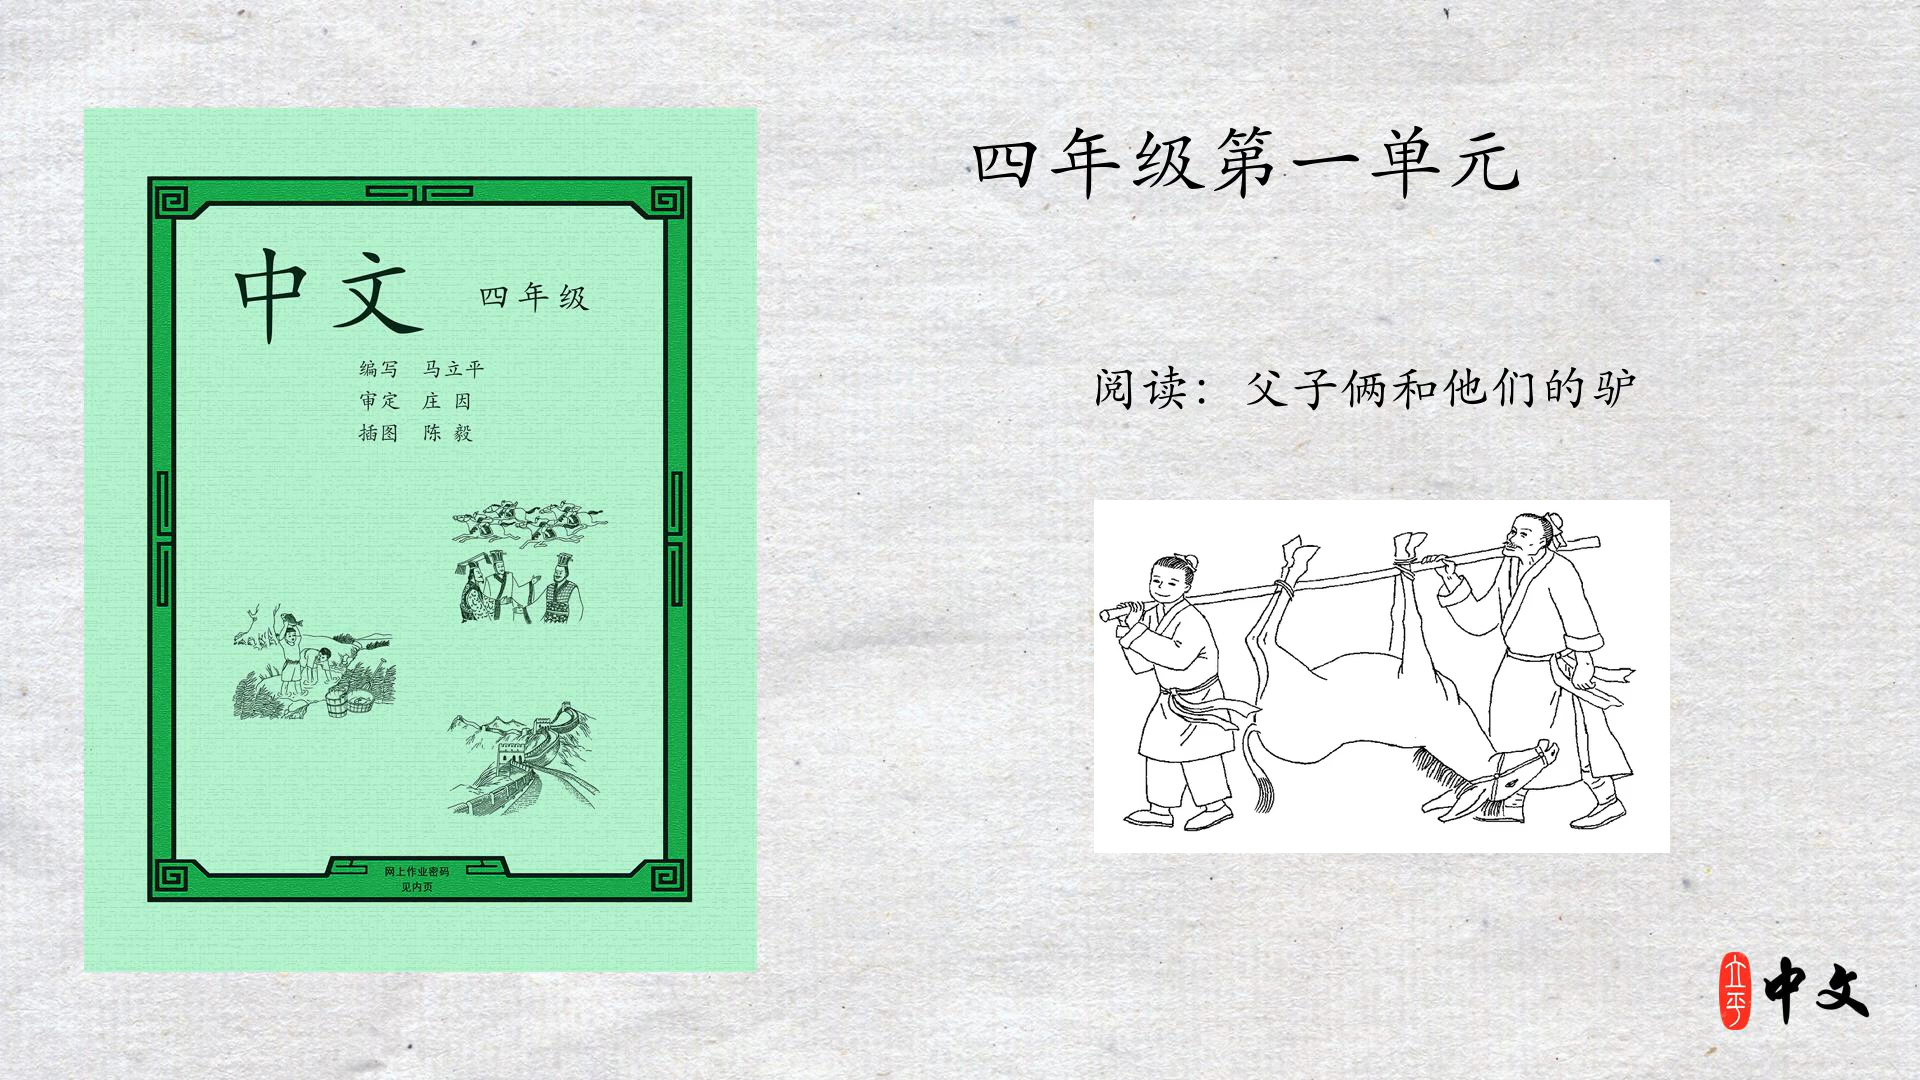 中文 四年级
编写 马立平
审定 庄 因
插图 陈 毅
网上作业密码
见内页
四年级第一单元
阅读：父子俩和他们的驴
立平 中文